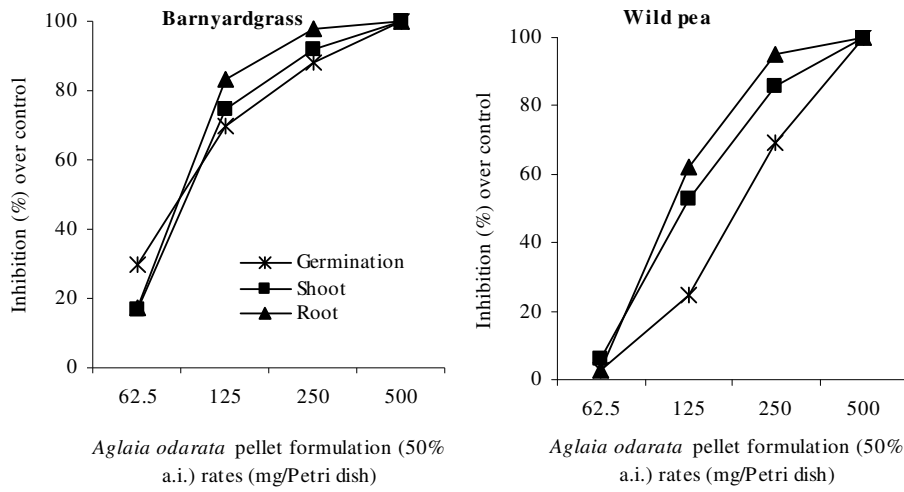 Barnyardgrass
Inhibition (%) over control
100
80
60
40
20
0
Germination
Shoot
Root
62.5 125 250 500
Aglaia odarata pellet formulation (50%
a.i.) rates (mg/Petri dish)
Wild pea
Inhibition (%) over control
100
80
60
40
20
0
62.5 125 250 500
Aglaia odarata pellet formulation (50%
a.i.) rates (mg/Petri dish)